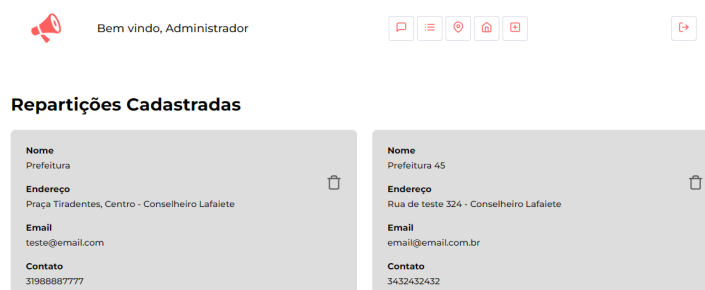 Bem vindo, Administrador
Repartições Cadastradas
Nome
Prefeitura
Endereço
Praça Tiradentes, Centro - Conselheiro Lafaiete
Email
teste@email.com
Contato
31988887777
Nome
Prefeitura 45
Endereço
Rua de teste 324 - Conselheiro Lafaiete
Email
email@email.com.br
Contato
3432432432